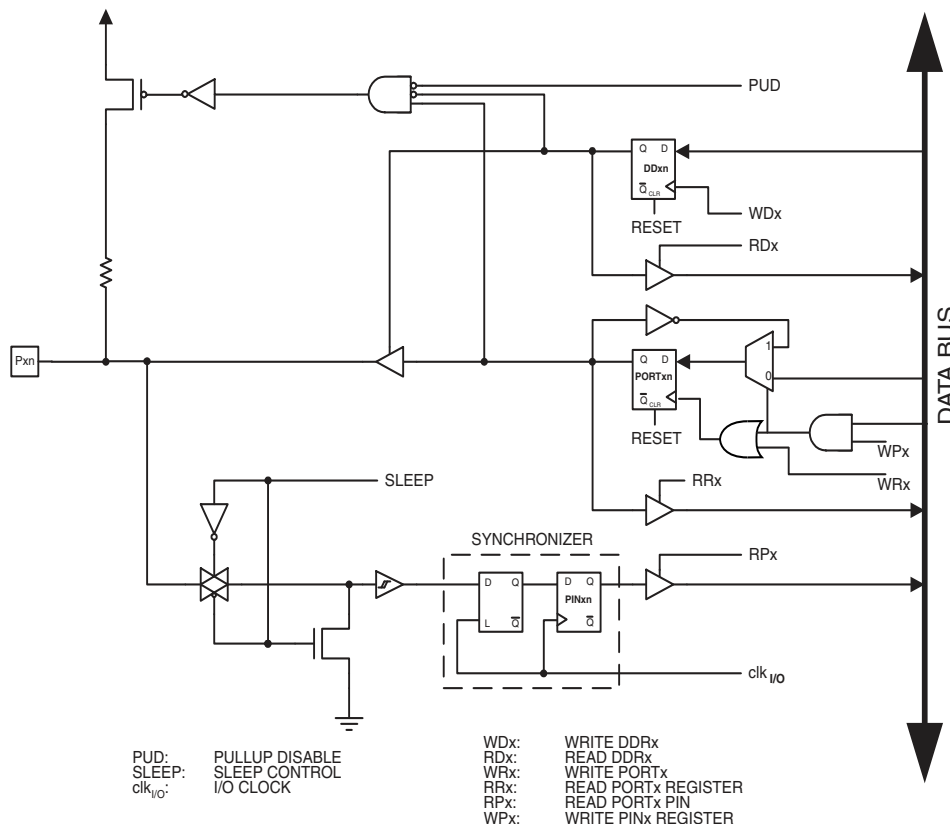 PUD
Q D
DDxn
Q CLR
WDx
RESET
RDx
DATA BUS
Pxn
1
0
Q D
PORTxn
Q CLR
RESET
WPx
WRx
RRx
SLEEP
SYNCHRONIZER
D Q
L Q
D Q
PINxn
Q
RPx
clk I/O
PUD: PULLUP DISABLE
SLEEP: SLEEP CONTROL
clk I/O: I/O CLOCK
WDx: WRITE DDRx
RDx: READ DDRx
WRx: WRITE PORTx
RRx: READ PORTx REGISTER
RPx: READ PORTx PIN
WPx: WRITE PINx REGISTER